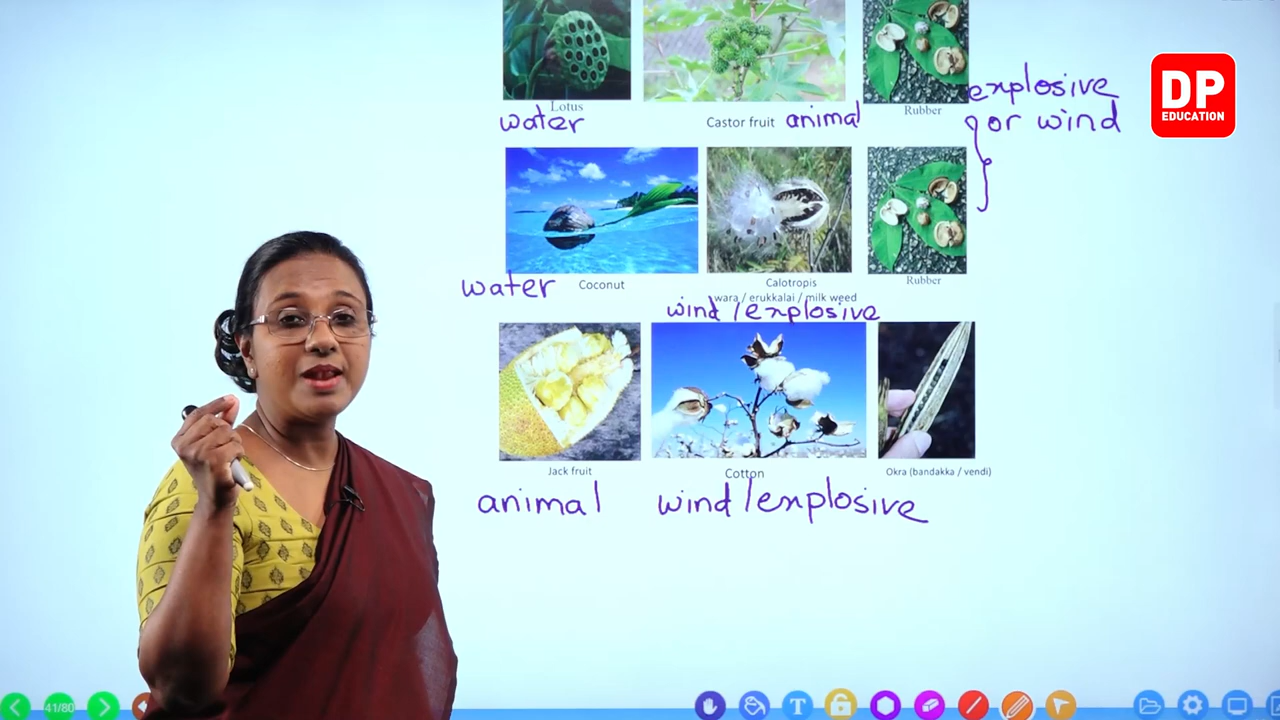 Lotus
water
Castor fruit animal
Rubber
explosive
or wind
DP
EDUCATION
water Coconut
Calotropis
wara / erukkalai / milk weed
wind/explosive
Rubber
Jack fruit
animal
Cotton
wind/explosive
Okra (bandakka / vendi)
41/80
T